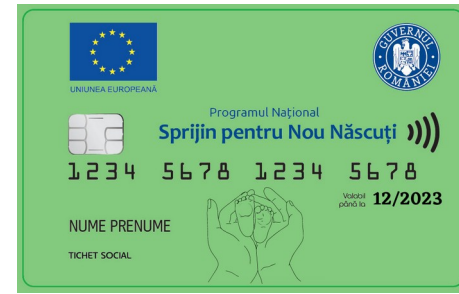 UNIUNEA EUROPEANĂ
GUVERNUL ROMÂNIEI
Programul Național
Sprijin pentru Nou Născuți
1234 5678 1234 5678
Valabil
până la 12/2023
NUME PRENUME
TICHET SOCIAL